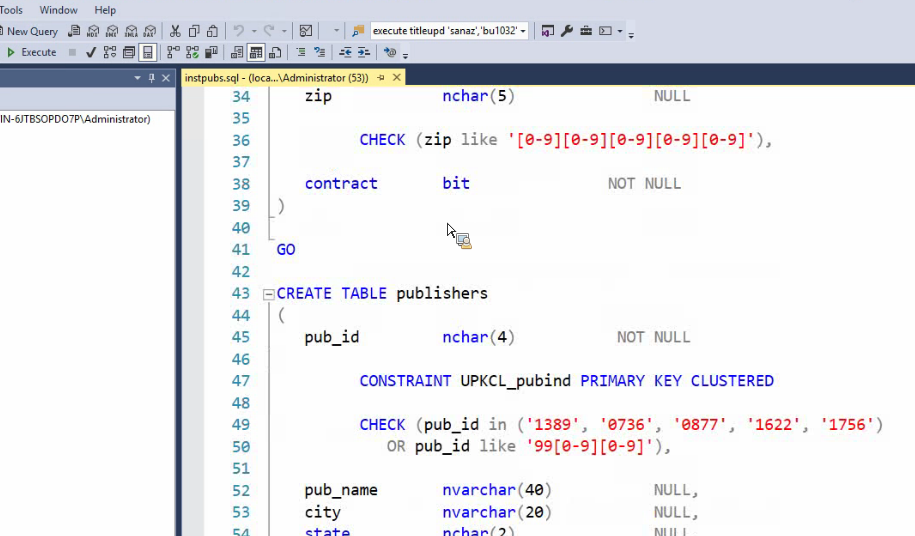 Tools Window Help
New Query execute titleupd 'sanaz','bu1032'
Execute
instpubs.sql - (loca...\Administrator (53))
IN-6JTBSOPDO7P\Administrator)
34 zip nchar(5) NULL
35
36 CHECK (zip like '[0-9][0-9][0-9][0-9][0-9]'),
37
38 contract bit NOT NULL
39 )
40
41 GO
42
43 CREATE TABLE publishers
44 (
45 pub_id nchar(4) NOT NULL
46
47 CONSTRAINT UPKCL_pubind PRIMARY KEY CLUSTERED
48
49 CHECK (pub_id in ('1389', '0736', '0877', '1622', '1756')
50 OR pub_id like '99[0-9][0-9]'),
51
52 pub_name nvarchar(40) NULL,
53 city nvarchar(20) NULL,
54 state nchar(2) NULL